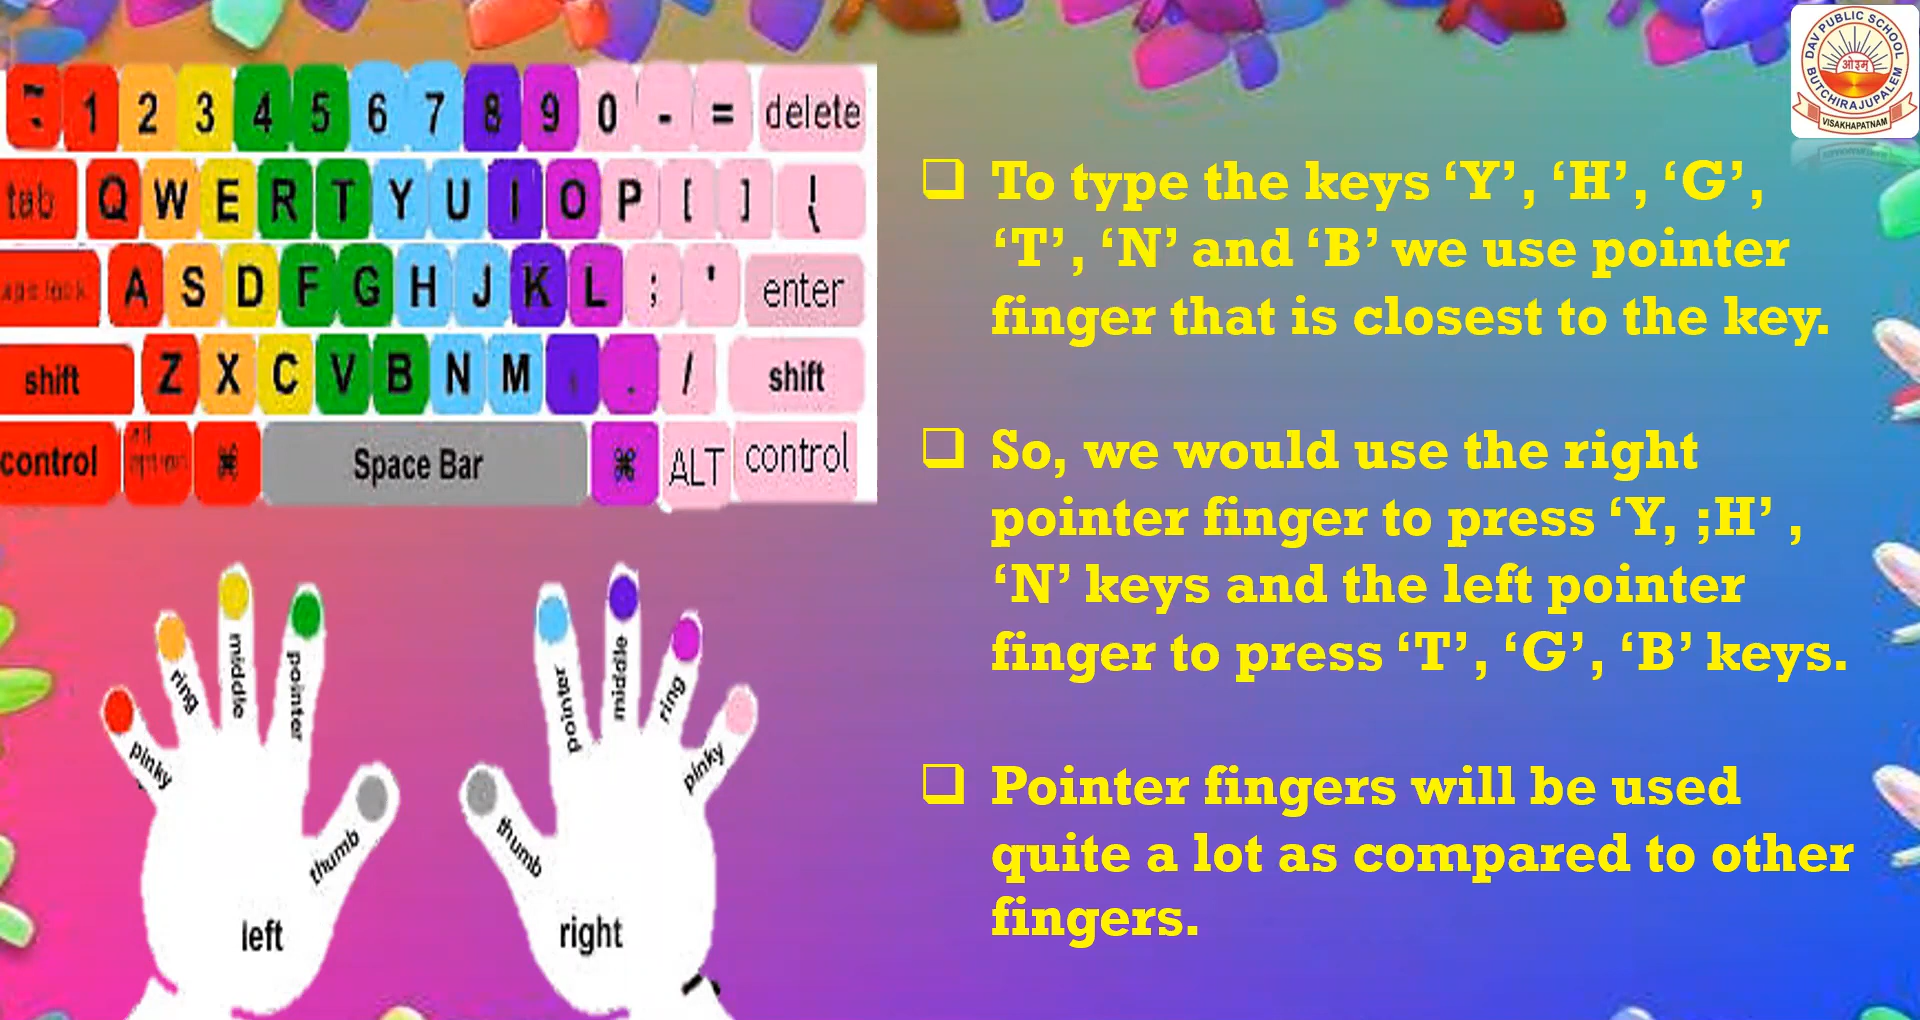 1 2 3 4 5 6 7 8 9 0 - = delete
tab Q W E R T Y U I O P [ ]
A S D F G H J K L ; ' enter
shift Z X C V B N M , . / shift
control ⌘ Space Bar ⌘ ALT control
pinky
ring
middle
pointer
thumb
left
thumb
pointer
middle
ring
pinky
right
DAV PUBLIC SCHOOL
ओ३म्
BUTCHIRAJUPALEM
VISAKHAPATNAM
❑ To type the keys ‘Y’, ‘H’, ‘G’,
‘T’, ‘N’ and ‘B’ we use pointer
finger that is closest to the key.
❑ So, we would use the right
pointer finger to press ‘Y, ;H’ ,
‘N’ keys and the left pointer
finger to press ‘T’, ‘G’, ‘B’ keys.
❑ Pointer fingers will be used
quite a lot as compared to other
fingers.